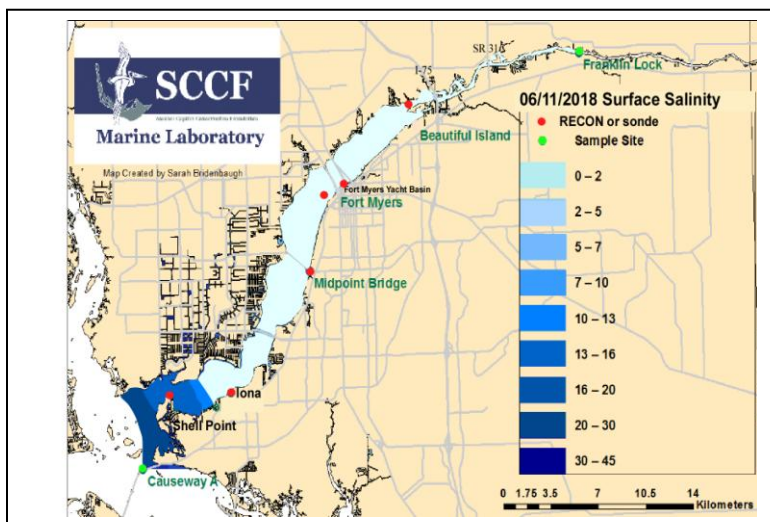 SCCF
Marine Laboratory
Map Created by Sarah Bridenbaugh
SR 31
I-75
Franklin Lock
Beautiful Island
Fort Myers Yacht Basin
Fort Myers
Midpoint Bridge
Iona
Shell Point
Causeway A
06/11/2018 Surface Salinity
RECON or sonde
Sample Site
0 – 2
2 – 5
5 – 7
7 – 10
10 – 13
13 – 16
16 – 20
20 – 30
30 – 45
0 1.75 3.5 7 10.5 14
Kilometers